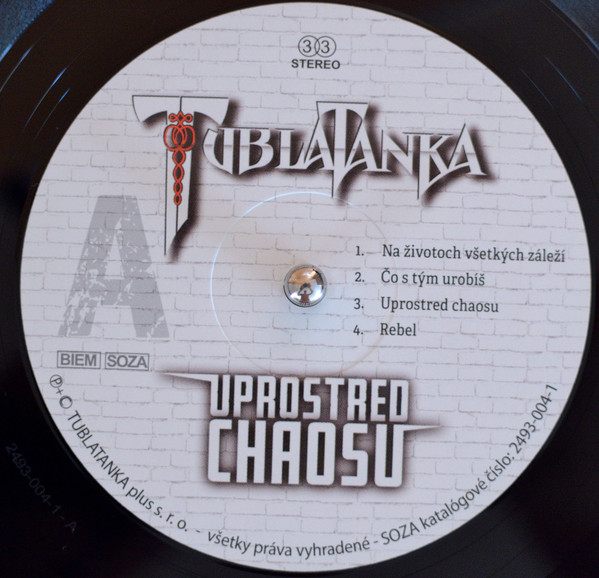 33
STEREO
TUBLATANKA
A
1. Na životoch všetkých záleží
2. Čo s tým urobíš
3. Uprostred chaosu
4. Rebel
BIEM SOZA
UPROSTRED
CHAOSU
℗+© TUBLATANKA plus s. r. o. - všetky práva vyhradené - SOZA katalógové číslo: 2493-004-1
2493-004-1 - A